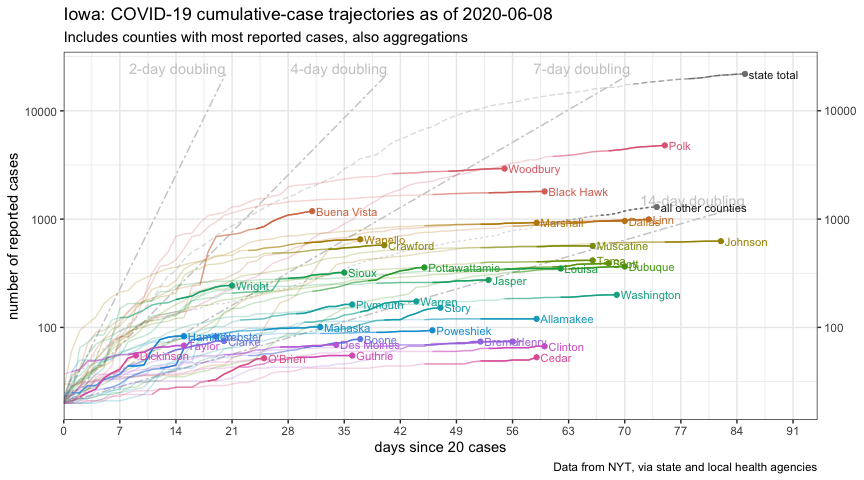 Iowa: COVID-19 cumulative-case trajectories as of 2020-06-08
Includes counties with most reported cases, also aggregations
2-day doubling
4-day doubling
7-day doubling
14-day doubling
state total
10000
10000
Polk
Woodbury
Black Hawk
all other counties
Buena Vista
1000
1000
Marshall
Dallas
Linn
Wapello
Crawford
Muscatine
Johnson
Tama
Scott
Dubuque
Louisa
Pottawattamie
Sioux
Jasper
Wright
Washington
Plymouth
Warren
Story
Allamakee
100
100
Mahaska
Poweshiek
Hamilton
Webster
Clarke
Boone
Taylor
Des Moines
Bremer
Henry
Clinton
Dickinson
O'Brien
Guthrie
Cedar
number of reported cases
0 7 14 21 28 35 42 49 56 63 70 77 84 91
days since 20 cases
Data from NYT, via state and local health agencies